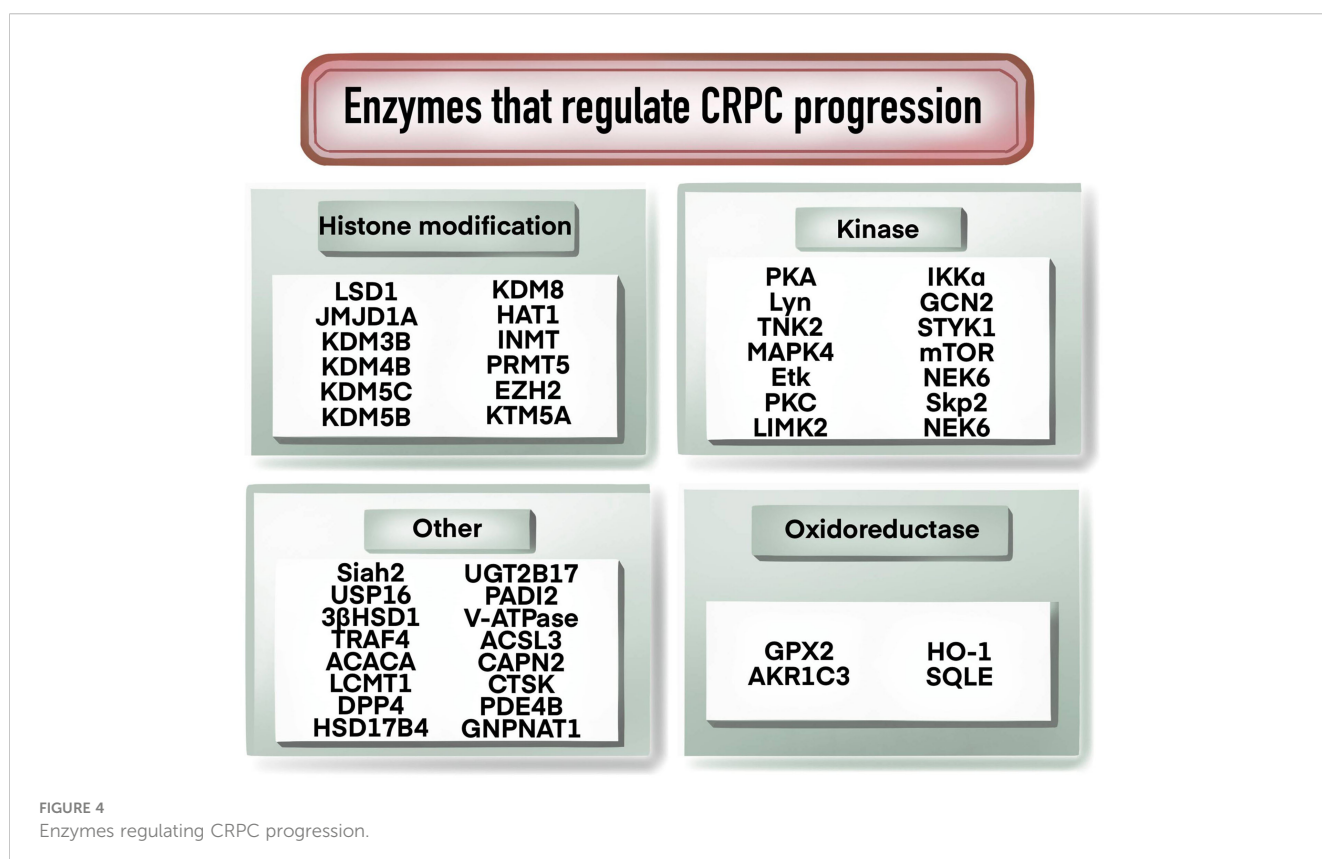 Enzymes that regulate CRPC progression
Histone modification
LSD1
JMJD1A
KDM3B
KDM4B
KDM5C
KDM5B
KDM8
HAT1
INMT
PRMT5
EZH2
KTM5A
Kinase
PKA
Lyn
TNK2
MAPK4
Etk
PKC
LIMK2
IKKα
GCN2
STYK1
mTOR
NEK6
Skp2
NEK6
Other
Siah2
USP16
3βHSD1
TRAF4
ACACA
LCMT1
DPP4
HSD17B4
UGT2B17
PADI2
V-ATPase
ACSL3
CAPN2
CTSK
PDE4B
GNPNAT1
Oxidoreductase
GPX2
AKR1C3
HO-1
SQLE
FIGURE 4
Enzymes regulating CRPC progression.